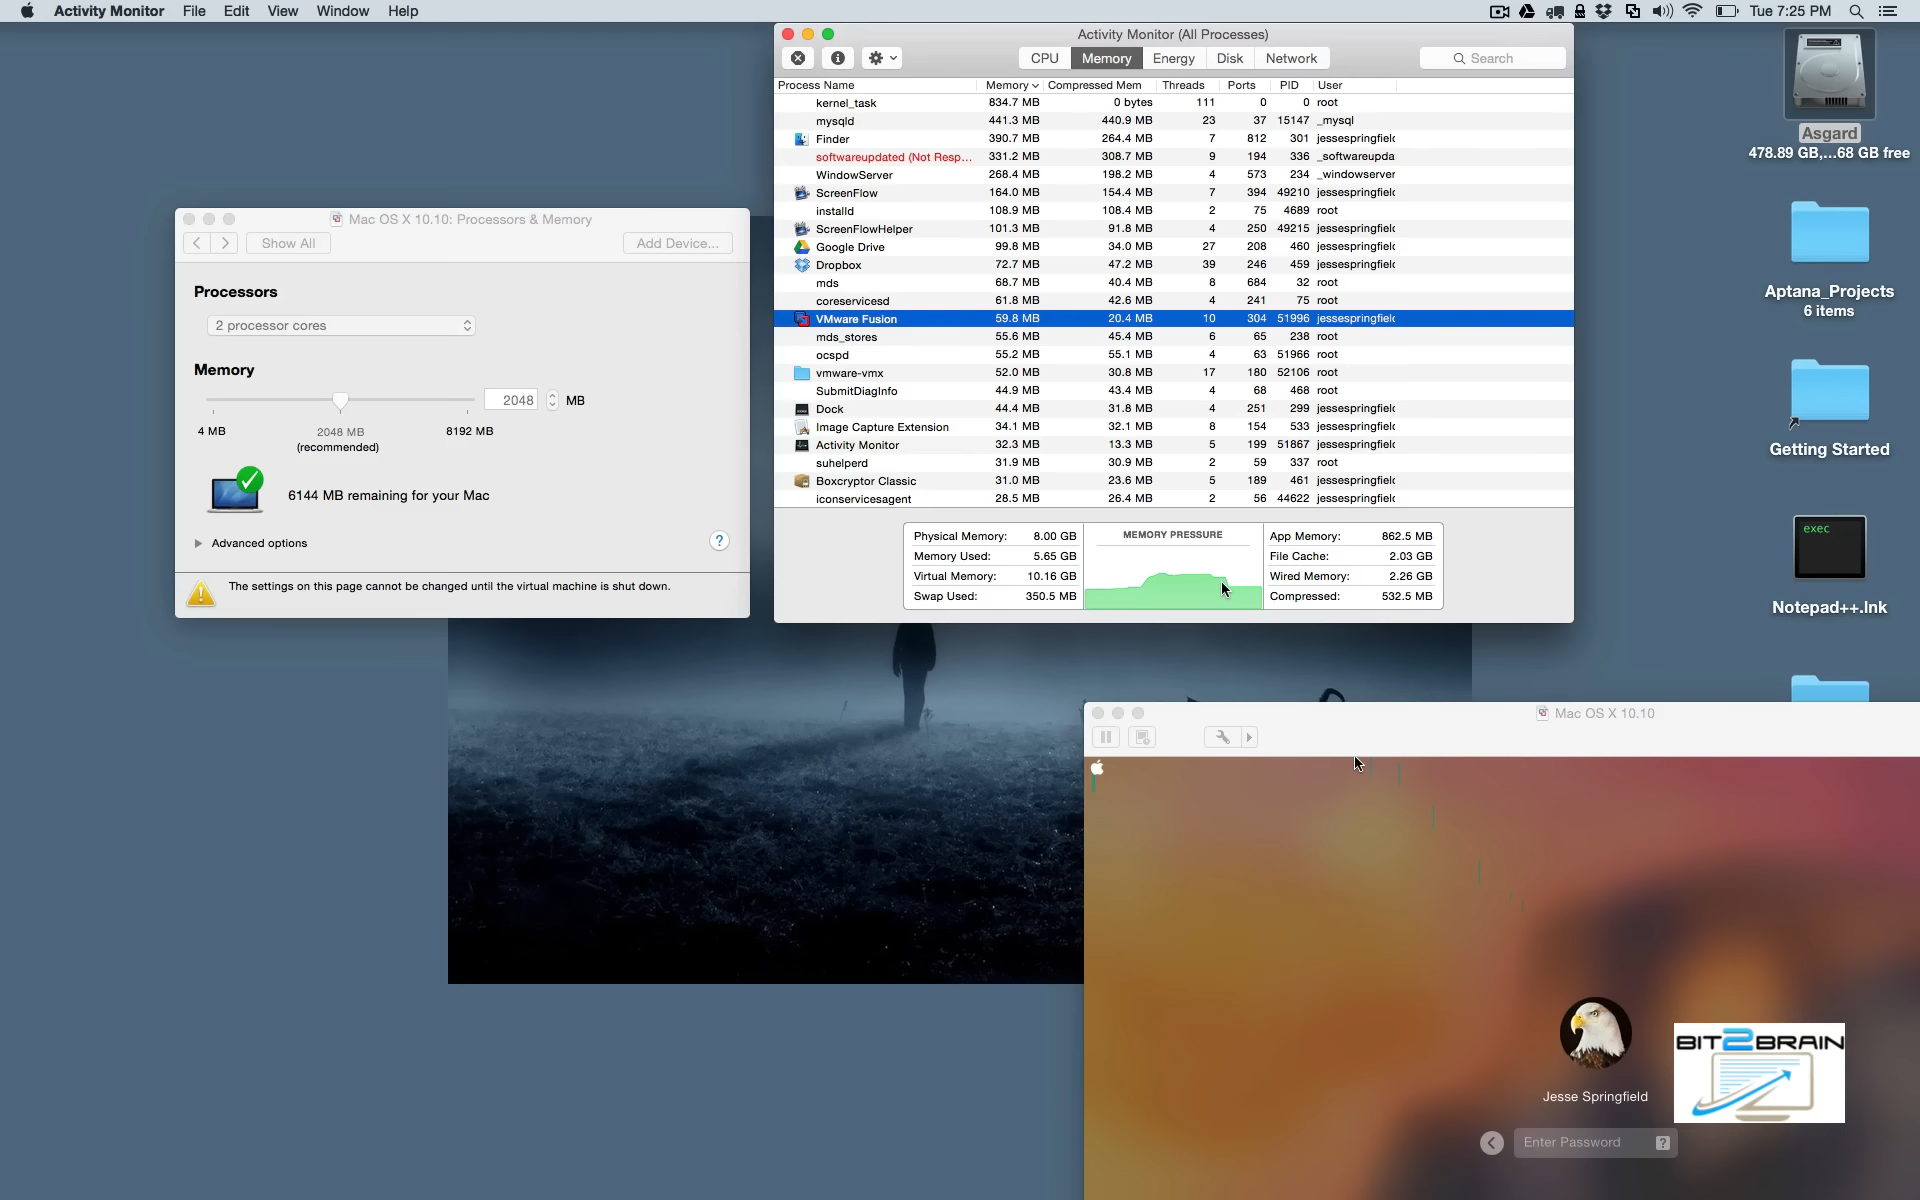 Activity Monitor File Edit View Window Help
Tue 7:25 PM
Activity Monitor (All Processes)
CPU Memory Energy Disk Network
Search
Process Name Memory Compressed Mem Threads Ports PID User
kernel_task 834.7 MB 0 bytes 111 0 0 root
mysqld 441.3 MB 440.9 MB 23 37 15147 _mysql
Finder 390.7 MB 264.4 MB 7 812 301 jessespringfield
softwareupdated (Not Resp... 331.2 MB 308.7 MB 9 194 336 _softwareupda
WindowServer 268.4 MB 198.2 MB 4 573 234 _windowserver
ScreenFlow 164.0 MB 154.4 MB 7 394 49210 jessespringfield
installd 108.9 MB 108.4 MB 2 75 4689 root
ScreenFlowHelper 101.3 MB 91.8 MB 4 250 49215 jessespringfield
Google Drive 99.8 MB 34.0 MB 27 208 460 jessespringfield
Dropbox 72.7 MB 47.2 MB 39 246 459 jessespringfield
mds 68.7 MB 40.4 MB 8 684 32 root
coreservicesd 61.8 MB 42.6 MB 4 241 75 root
VMware Fusion 59.8 MB 20.4 MB 10 304 51996 jessespringfield
mds_stores 55.6 MB 45.4 MB 6 65 238 root
ocspd 55.2 MB 55.1 MB 4 63 51966 root
vmware-vmx 52.0 MB 30.8 MB 17 180 52106 root
SubmitDiagInfo 44.9 MB 43.4 MB 4 68 468 root
Dock 44.4 MB 31.8 MB 4 251 299 jessespringfield
Image Capture Extension 34.1 MB 32.1 MB 8 154 533 jessespringfield
Activity Monitor 32.3 MB 13.3 MB 5 199 51867 jessespringfield
suhelperd 31.9 MB 30.9 MB 2 59 337 root
Boxcryptor Classic 31.0 MB 23.6 MB 5 189 461 jessespringfield
iconservicesagent 28.5 MB 26.4 MB 2 56 44622 jessespringfield
Physical Memory: 8.00 GB
Memory Used: 5.65 GB
Virtual Memory: 10.16 GB
Swap Used: 350.5 MB
MEMORY PRESSURE
App Memory: 862.5 MB
File Cache: 2.03 GB
Wired Memory: 2.26 GB
Compressed: 532.5 MB
Mac OS X 10.10: Processors & Memory
Show All
Add Device...
Processors
2 processor cores
Memory
2048 MB
4 MB
2048 MB
(recommended)
8192 MB
6144 MB remaining for your Mac
Advanced options
?
The settings on this page cannot be changed until the virtual machine is shut down.
Asgard
478.89 GB,...68 GB free
Aptana_Projects
6 items
Getting Started
exec
Notepad++.lnk
Mac OS X 10.10
Jesse Springfield
Enter Password
?
BIT2BRAIN